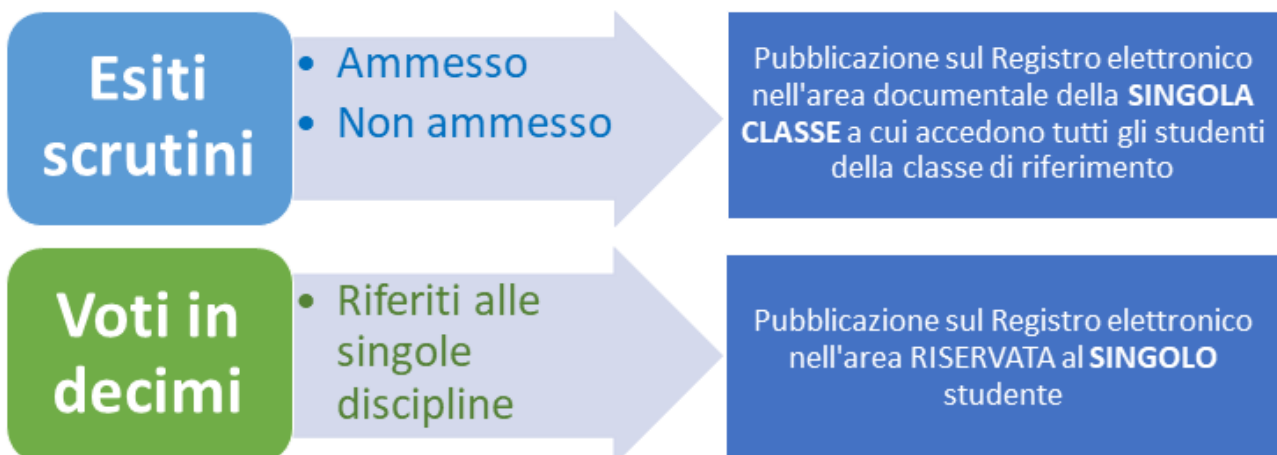 Esiti
scrutini
• Ammesso
• Non ammesso
Pubblicazione sul Registro elettronico
nell'area documentale della SINGOLA
CLASSE a cui accedono tutti gli studenti
della classe di riferimento
Voti in
decimi
• Riferiti alle
singole
discipline
Pubblicazione sul Registro elettronico
nell'area RISERVATA al SINGOLO
studente